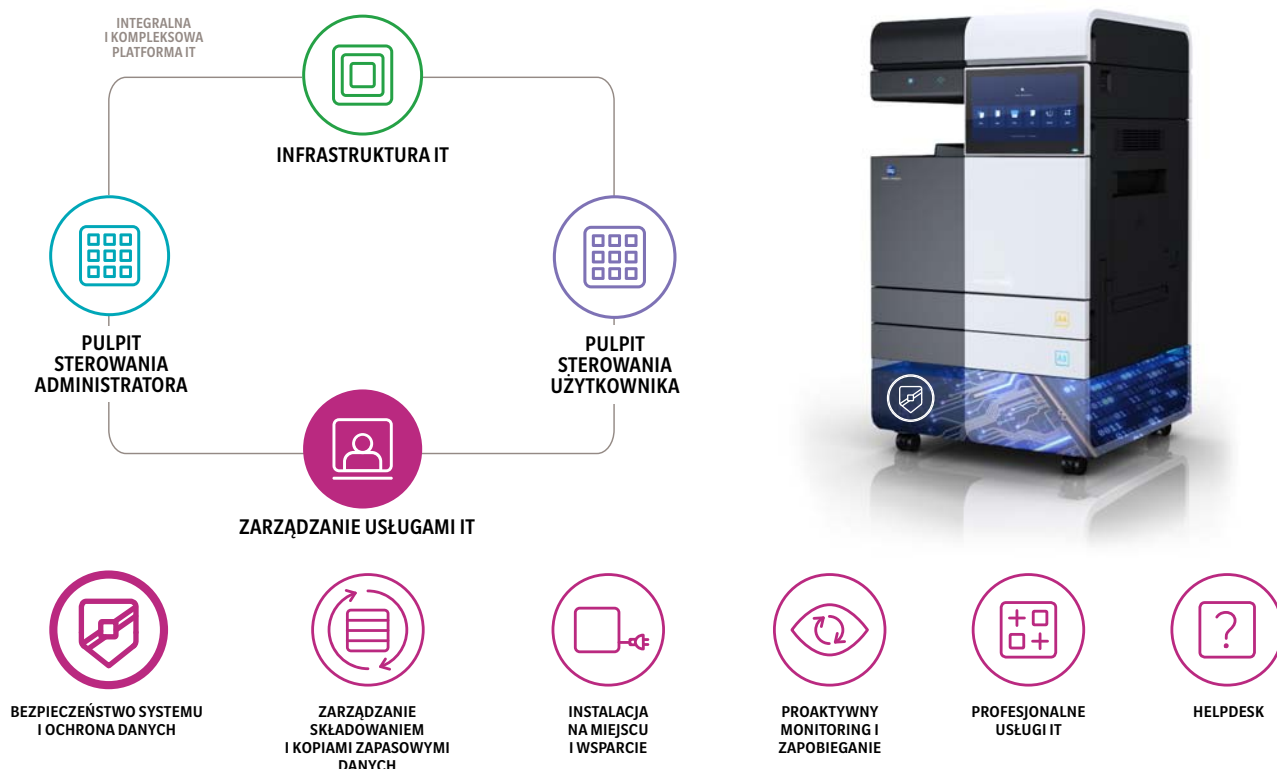 INTEGRALNA
I KOMPLEKSOWA
PLATFORMA IT
INFRASTRUKTURA IT
PULPIT
STEROWANIA
ADMINISTRATORA
PULPIT
STEROWANIA
UŻYTKOWNIKA
ZARZĄDZANIE USŁUGAMI IT
BEZPIECZEŃSTWO SYSTEMU
I OCHRONA DANYCH
ZARZĄDZANIE
SKŁADOWANIEM
I KOPIAMI ZAPASOWYMI
DANYCH
INSTALACJA
NA MIEJSCU
I WSPARCIE
PROAKTYWNY
MONITORING I
ZAPOBIEGANIE
PROFESJONALNE
USŁUGI IT
?
HELPDESK